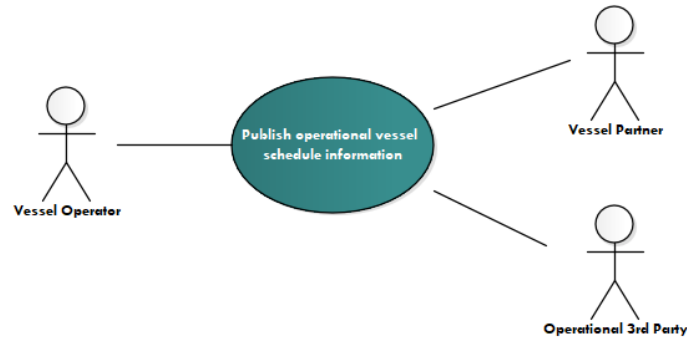 Vessel Operator
Publish operational vessel
schedule information
Vessel Partner
Operational 3rd Party